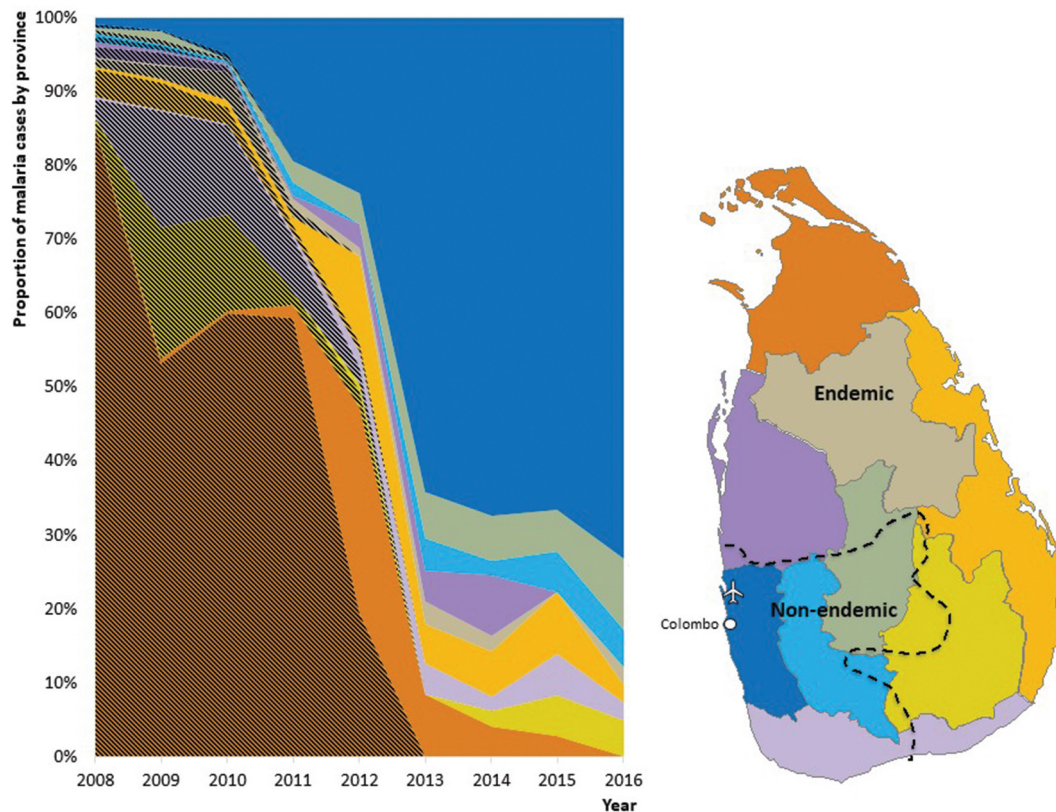 Proportion of malaria cases by province
100%
90%
80%
70%
60%
50%
40%
30%
20%
10%
0%
2008 2009 2010 2011 2012 2013 2014 2015 2016
Year
Endemic
Non-endemic
Colombo